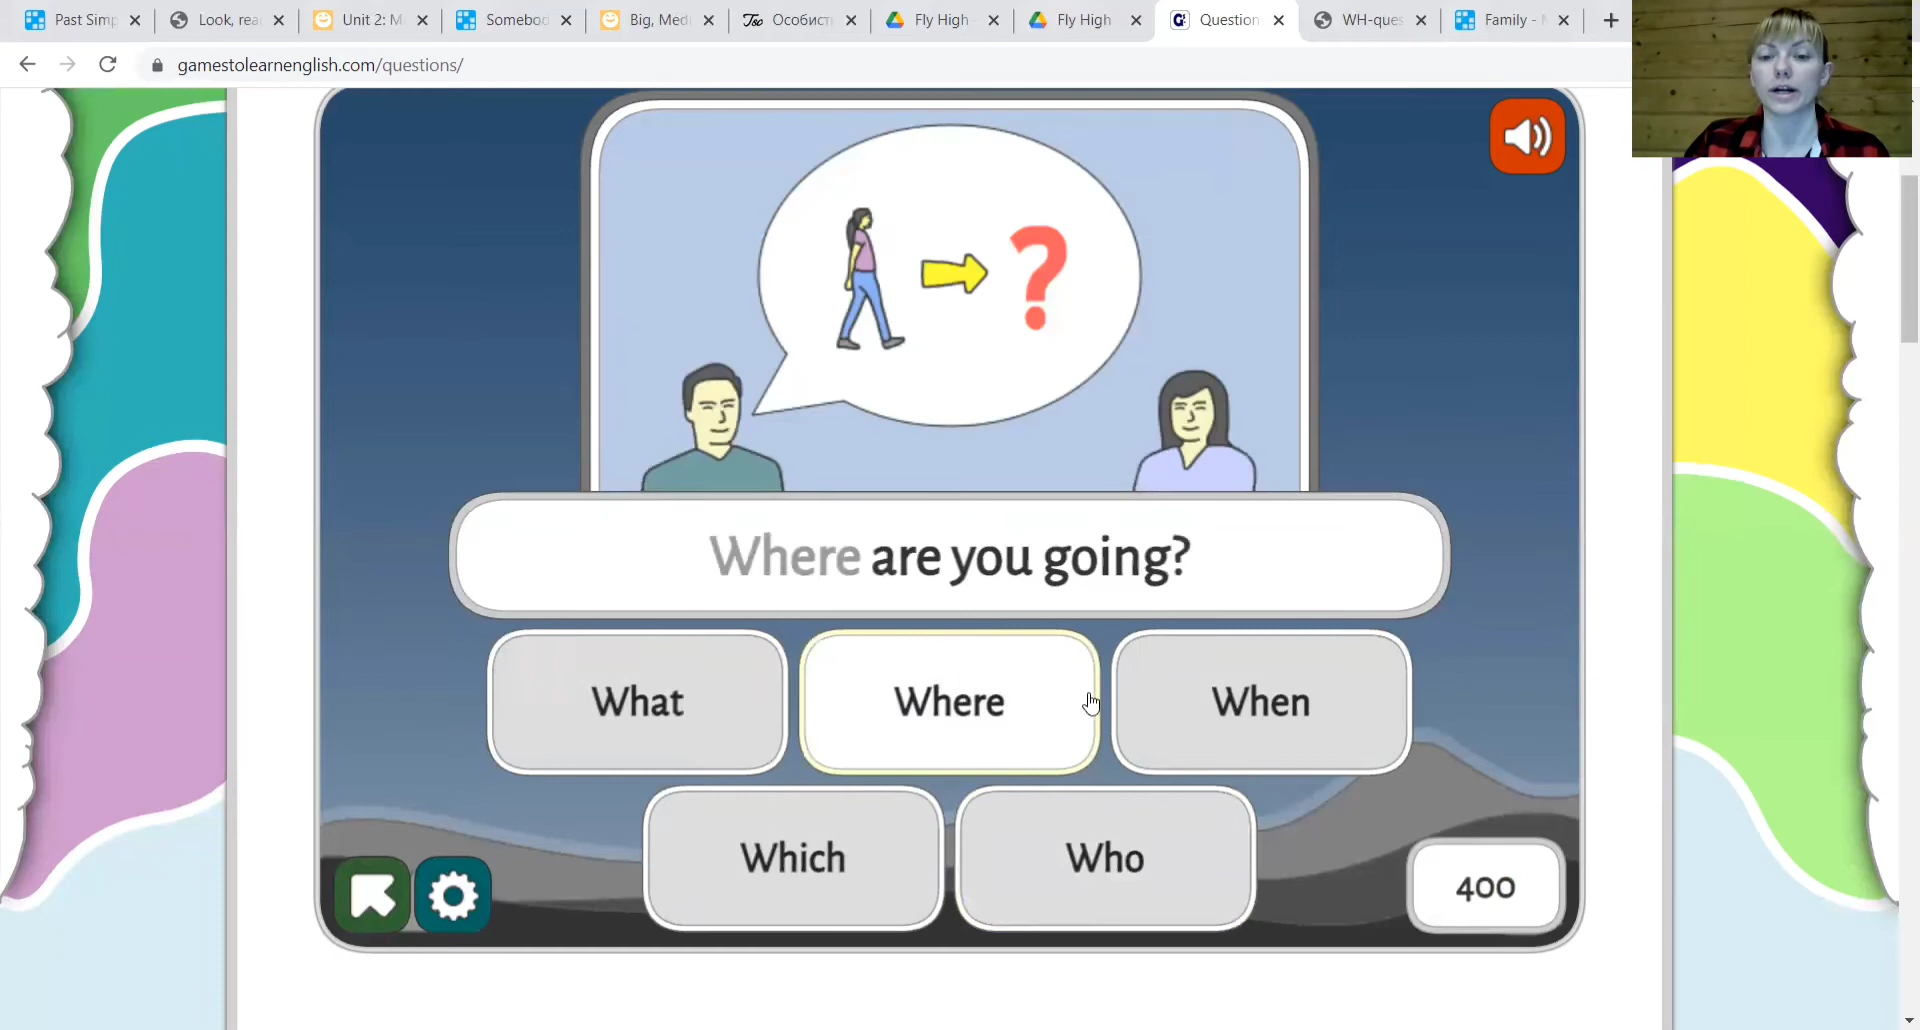 Past Simp
Look, rea
Unit 2: M
Somebod
Big, Med
Tso Особист
Fly High
Fly High
Question
WH-ques
Family -
gamestolearnenglish.com/questions/
?
Where are you going?
What
Where
When
Which
Who
400